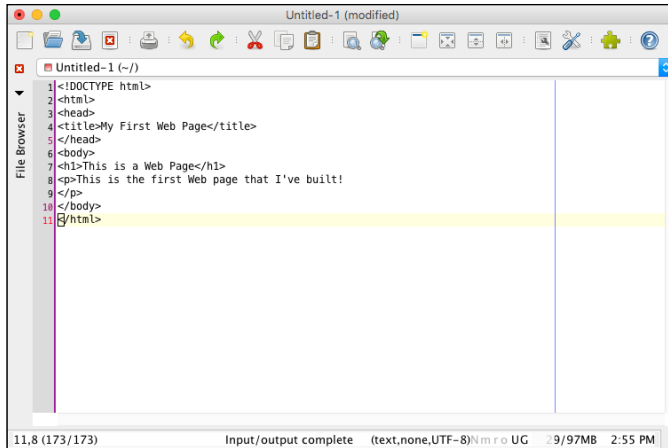 Untitled-1 (modified)
Untitled-1 (~/)
File Browser
1 <!DOCTYPE html>
2 <html>
3 <head>
4 <title>My First Web Page</title>
5 </head>
6 <body>
7 <h1>This is a Web Page</h1>
8 <p>This is the first Web page that I've built!
9 </p>
10 </body>
11 </html>
11,8 (173/173) Input/output complete (text,none,UTF-8)Nmro UG 29/97MB 2:55 PM